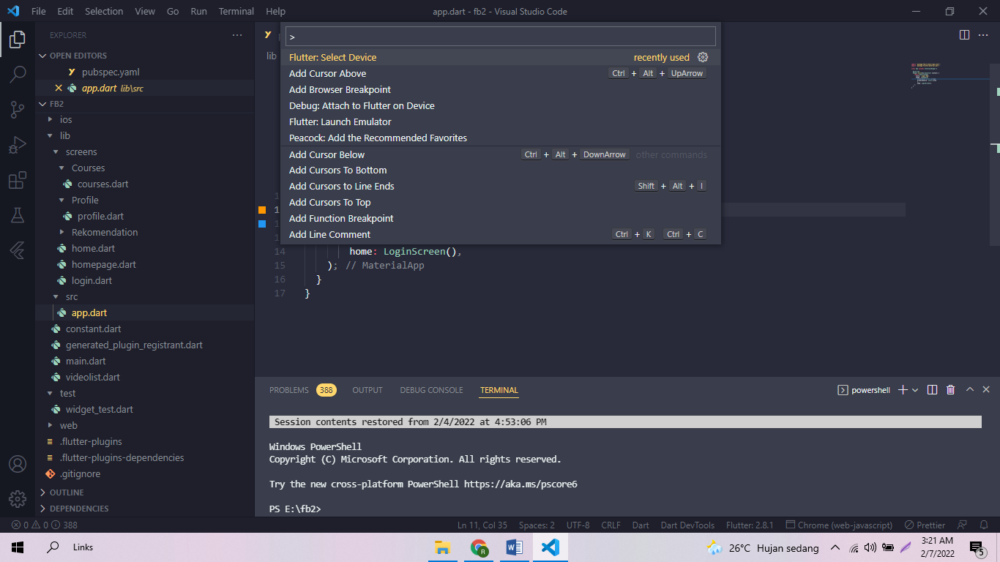 File Edit Selection View Go Run Terminal Help app.dart - fb2 - Visual Studio Code
EXPLORER
OPEN EDITORS
pubspec.yaml
app.dart lib\src
FB2
ios
lib
screens
Courses
courses.dart
Profile
profile.dart
Rekomendation
home.dart
homepage.dart
login.dart
src
app.dart
constant.dart
generated_plugin_registrant.dart
main.dart
videolist.dart
test
widget_test.dart
web
.flutter-plugins
.flutter-plugins-dependencies
.gitignore
OUTLINE
DEPENDENCIES
lib
>
Flutter: Select Device recently used
Add Cursor Above Ctrl + Alt + UpArrow
Add Browser Breakpoint
Debug: Attach to Flutter on Device
Flutter: Launch Emulator
Peacock: Add the Recommended Favorites
Add Cursor Below Ctrl + Alt + DownArrow other commands
Add Cursors To Bottom
Add Cursors to Line Ends Shift + Alt + I
Add Cursors To Top
Add Function Breakpoint
Add Line Comment Ctrl + K Ctrl + C
14 home: LoginScreen(),
15 ); // MaterialApp
16 }
17 }
PROBLEMS 388 OUTPUT DEBUG CONSOLE TERMINAL powershell
Session contents restored from 2/4/2022 at 4:53:06 PM
Windows PowerShell
Copyright (C) Microsoft Corporation. All rights reserved.
Try the new cross-platform PowerShell https://aka.ms/pscore6
PS E:\fb2>
0 0 388 Ln 11, Col 35 Spaces: 2 UTF-8 CRLF Dart Dart DevTools Flutter: 2.8.1 Chrome (web-javascript) Prettier
Links 26°C Hujan sedang 3:21 AM
2/7/2022 5